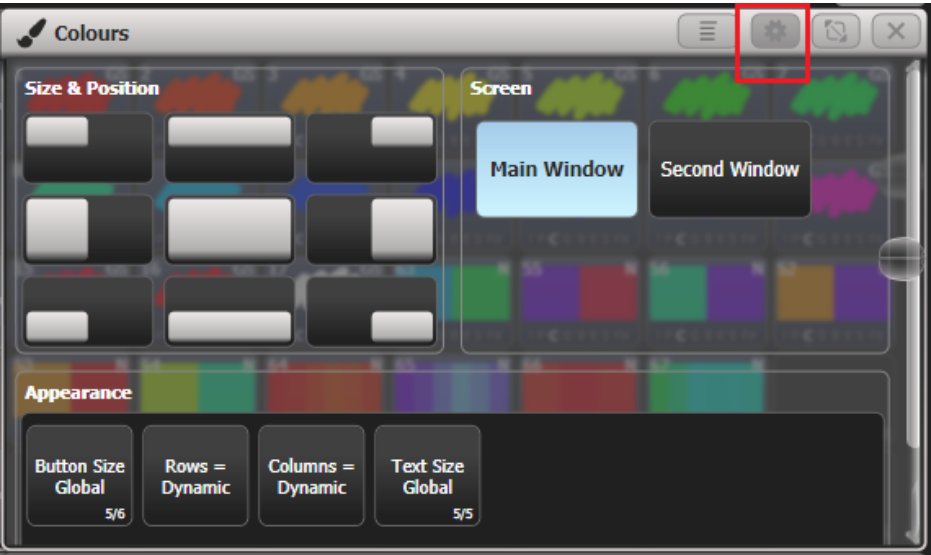 Colours
Size & Position
Screen
Main Window
Second Window
Appearance
Button Size
Global
5/6
Rows =
Dynamic
Columns =
Dynamic
Text Size
Global
5/5